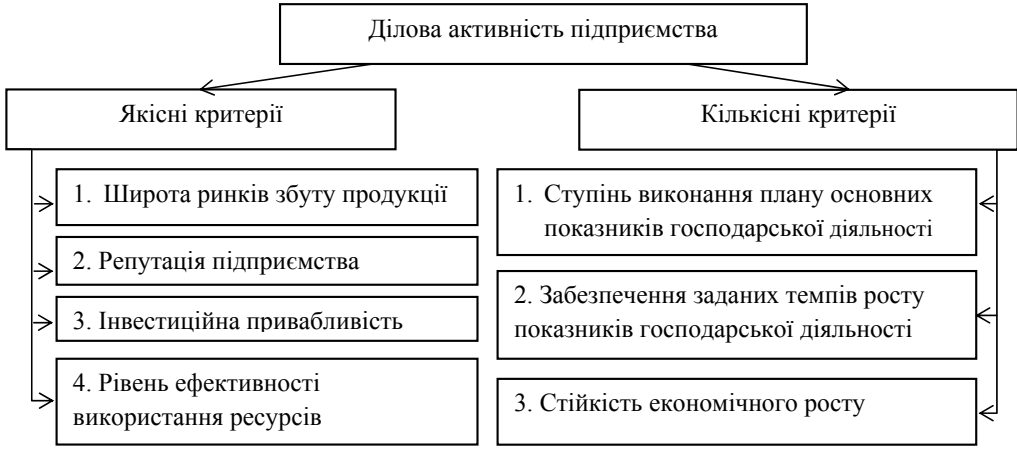 Ділова активність підприємства
Якісні критерії
Кількісні критерії
1. Широта ринків збуту продукції
2. Репутація підприємства
3. Інвестиційна привабливість
4. Рівень ефективності
використання ресурсів
1. Ступінь виконання плану основних
показників господарської діяльності
2. Забезпечення заданих темпів росту
показників господарської діяльності
3. Стійкість економічного росту